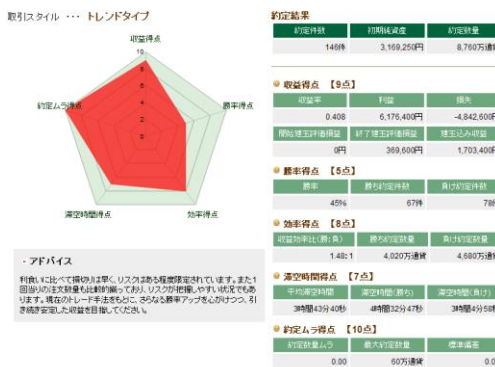 取引スタイル ・・・ トレンドタイプ
収益得点
10
8
6
4
2
0
勝率得点
効率得点
滞空時間得点
約定ムラ得点
・アドバイス
利食いに比べて損切りは早く、リスクはある程度限定されています。また1
回当りの注文数量も比較的揃っており、リスクが把握しやすい状況でもあ
ります。現在のトレード手法をもとに、さらなる勝率アップを心がけつつ、引
き続き安定した収益を目指してください。
約定結果
約定件数 初期純資産 約定数量
146件 3,169,250円 8,760万通貨
収益得点 【9点】
収益率 利益 損失
0.408 6,176,400円 -4,842,600円
開始建玉評価損益 終了建玉評価損益 建玉込み収益
0円 369,600円 1,703,400円
勝率得点 【5点】
勝率 勝ち約定件数 負け約定件数
45% 67件 78件
効率得点 【8点】
収益効率比(勝:負) 勝ち約定数量 負け約定数量
1.48:1 4,020万通貨 4,680万通貨
滞空時間得点 【7点】
平均滞空時間 滞空時間(勝ち) 滞空時間(負け)
3時間43分40秒 4時間32分47秒 3時間4分58秒
約定ムラ得点 【10点】
約定数量ムラ 最大約定数量 標準偏差
0.00 60万通貨 0.0